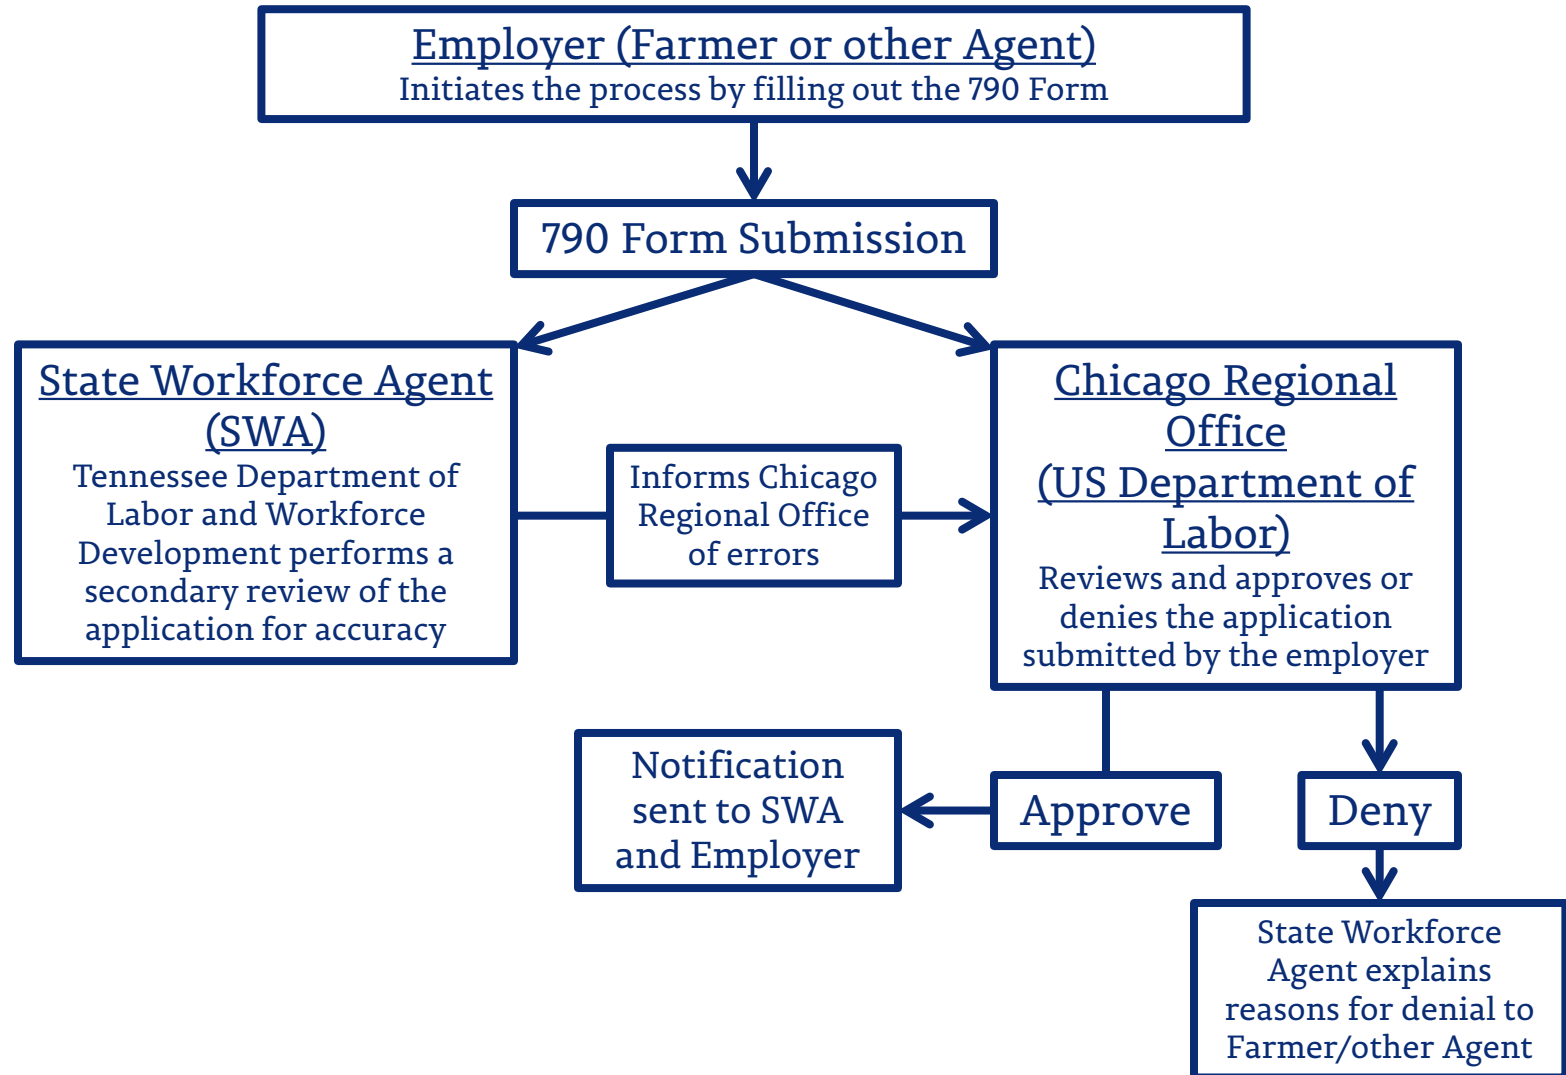 Employer (Farmer or other Agent)
Initiates the process by filling out the 790 Form
790 Form Submission
State Workforce Agent
(SWA)
Tennessee Department of
Labor and Workforce
Development performs a
secondary review of the
application for accuracy
Informs Chicago
Regional Office
of errors
Chicago Regional
Office
(US Department of
Labor)
Reviews and approves or
denies the application
submitted by the employer
Notification
sent to SWA
and Employer
Approve
Deny
State Workforce
Agent explains
reasons for denial to
Farmer/other Agent